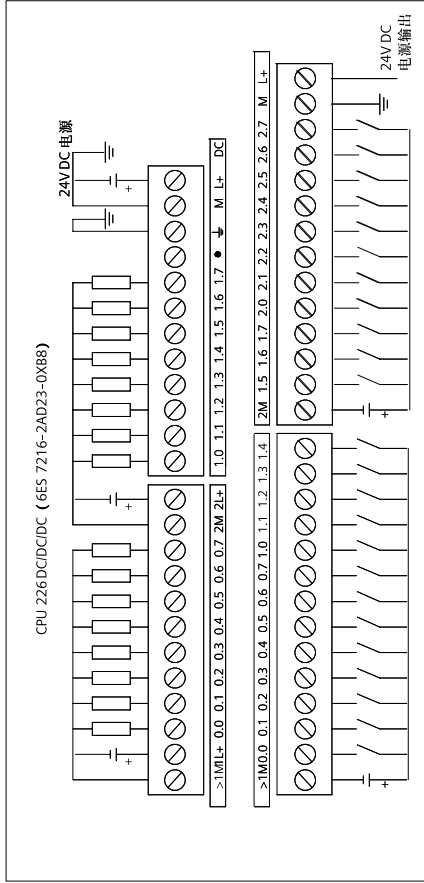 CPU 226 DC/DC/DC (6ES 7216-2AD23-0XB8)
24V DC 电源
>1M 1L+ 0.0 0.1 0.2 0.3 0.4 0.5 0.6 0.7 2M 2L+
1.0 1.1 1.2 1.3 1.4 1.5 1.6 1.7 ● ⏚ M L+ DC
>1M 0.0 0.1 0.2 0.3 0.4 0.5 0.6 0.7 1.0 1.1 1.2 1.3 1.4
2M 1.5 1.6 1.7 2.0 2.1 2.2 2.3 2.4 2.5 2.6 2.7 M L+
24V DC
电源输出